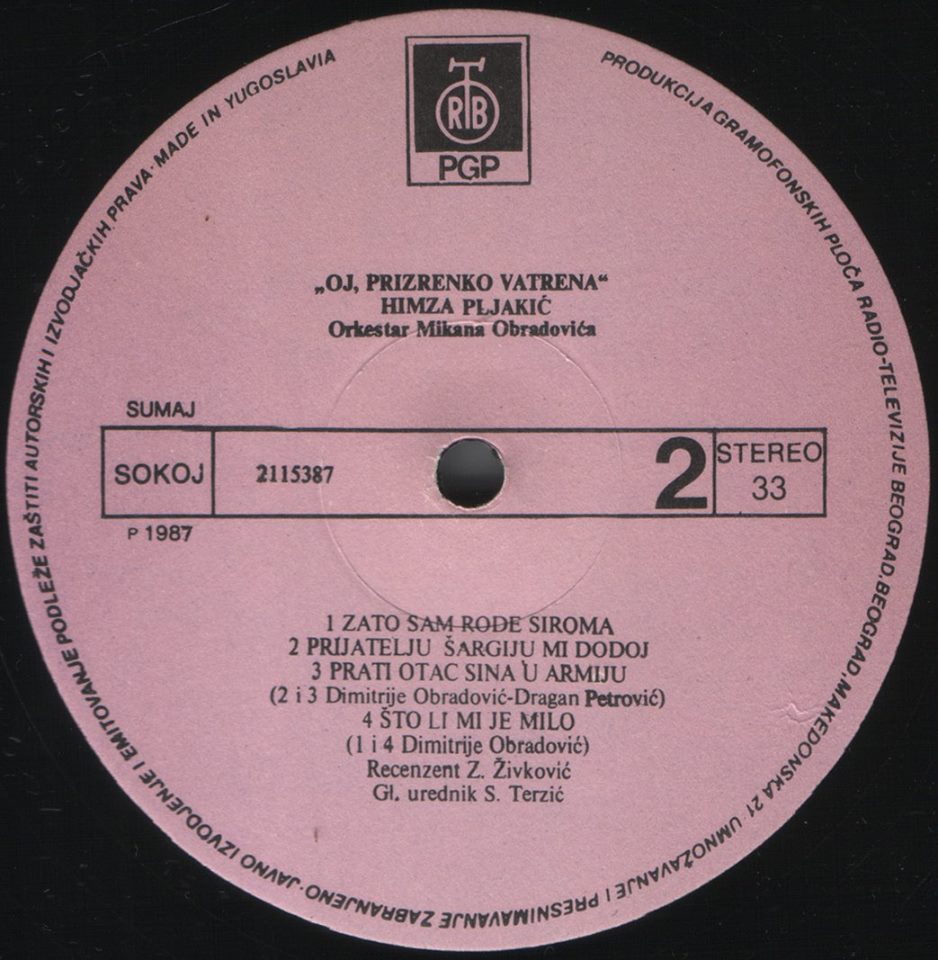 PRODUKCIJA GRAMOFONSKIH PLOČA RADIO-TELEVIZIJE BEOGRAD, BEOGRAD, MAKEDONSKA 21 UMNOŽAVANJE I PRESNIMAVANJE ZABRANJENO · JAVNO IZVODJENJE I EMITOVANJE PODLEŽE ZAŠTITI AUTORSKIH I IZVODJAČKIH PRAVA · MADE IN YUGOSLAVIA
RTB
PGP
„OJ, PRIZRENKO VATRENA“
HIMZA PLJAKIĆ
Orkestar Mikana Obradovića
SUMAJ
SOKOJ 2115387 2 STEREO 33
P 1987
1 ZATO SAM RODE SIROMA
2 PRIJATELJU ŠARGIJU MI DODOJ
3 PRATI OTAC SINA U ARMIJU
(2 i 3 Dimitrije Obradović-Dragan Petrović)
4 ŠTO LI MI JE MILO
(1 i 4 Dimitrije Obradović)
Recenzent Z. Živković
Gl. urednik S. Terzić